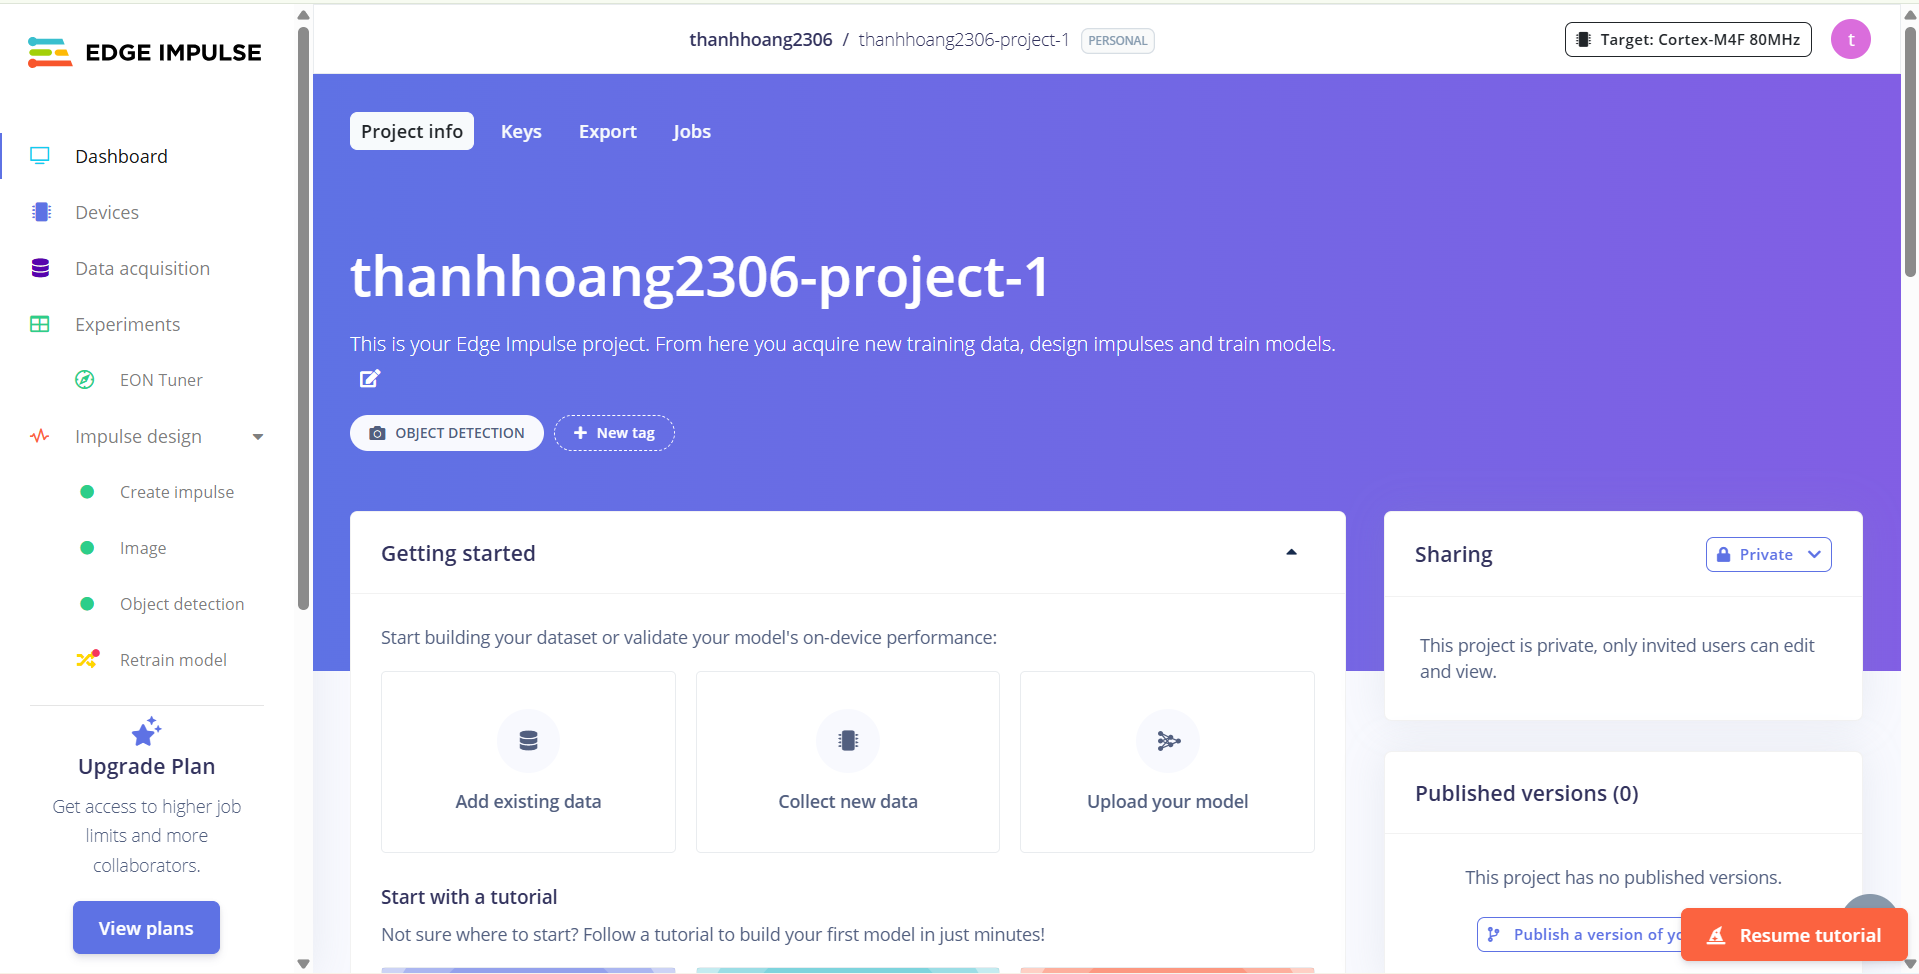 EDGE IMPULSE
Dashboard
Devices
Data acquisition
Experiments
EON Tuner
Impulse design
Create impulse
Image
Object detection
Retrain model
Upgrade Plan
Get access to higher job
limits and more
collaborators.
View plans
thanhhoang2306 / thanhhoang2306-project-1 PERSONAL
Target: Cortex-M4F 80MHz
t
Project info Keys Export Jobs
thanhhoang2306-project-1
This is your Edge Impulse project. From here you acquire new training data, design impulses and train models.
OBJECT DETECTION
+ New tag
Getting started
Start building your dataset or validate your model's on-device performance:
Add existing data
Collect new data
Upload your model
Start with a tutorial
Not sure where to start? Follow a tutorial to build your first model in just minutes!
Sharing
Private
This project is private, only invited users can edit
and view.
Published versions (0)
This project has no published versions.
Publish a version of
Resume tutorial